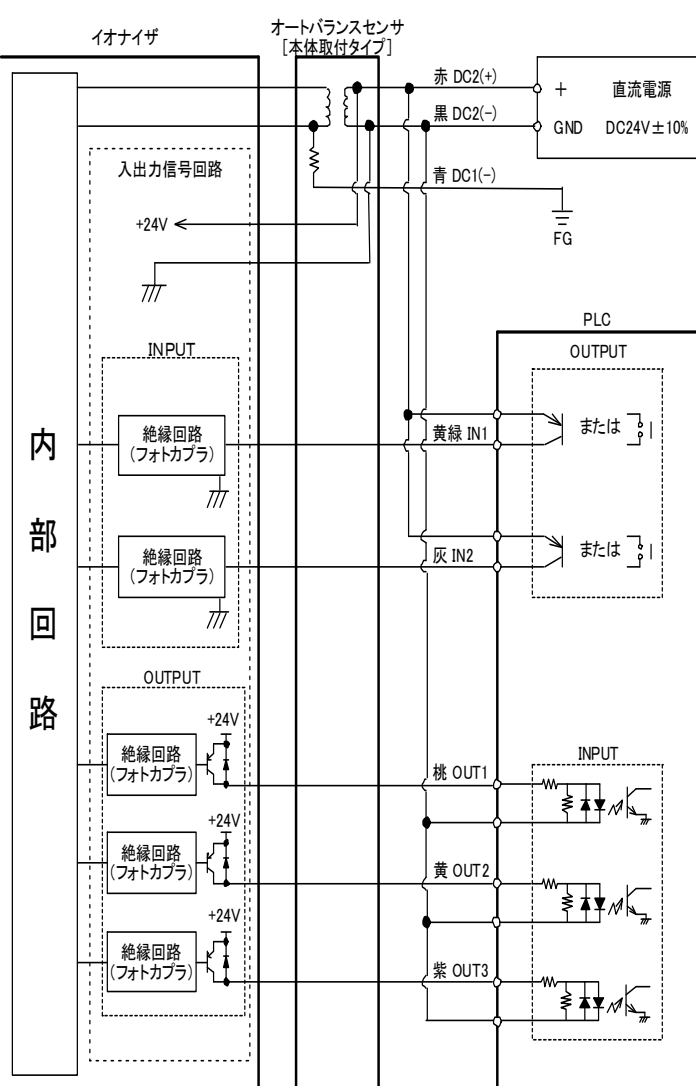 イオナイザ
オートバランスセンサ
[本体取付タイプ]
赤 DC2(+)
+ 直流電源
黒 DC2(-)
GND DC24V±10%
入出力信号回路
青 DC1(-)
+24V
FG
PLC
INPUT
OUTPUT
絶縁回路
(フォトカプラ)
黄緑 IN1
または
絶縁回路
(フォトカプラ)
灰 IN2
または
内部回路
OUTPUT
+24V
絶縁回路
(フォトカプラ)
桃 OUT1
INPUT
+24V
絶縁回路
(フォトカプラ)
黄 OUT2
+24V
絶縁回路
(フォトカプラ)
紫 OUT3